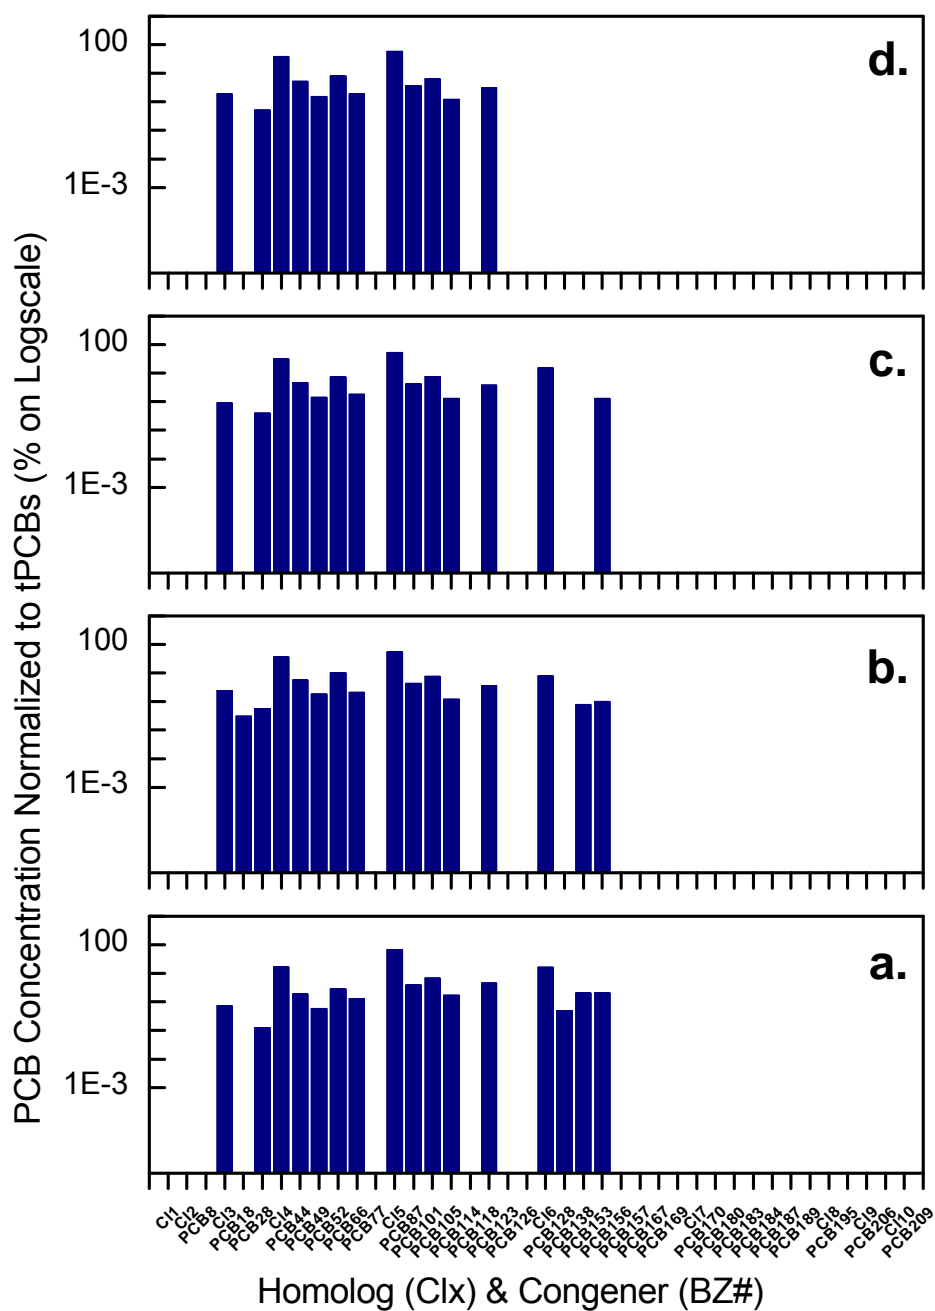 PCB Concentration Normalized to tPCBs (% on Logscale)
100
1E-3
d.
100
1E-3
c.
100
1E-3
b.
100
1E-3
a.
Cl1
Cl2
PCB8
Cl3
PCB18
PCB28
Cl4
PCB44
PCB49
PCB52
PCB66
PCB77
Cl5
PCB87
PCB101
PCB105
PCB114
PCB118
PCB123
PCB126
Cl6
PCB128
PCB138
PCB153
PCB156
PCB157
PCB167
PCB169
Cl7
PCB170
PCB180
PCB183
PCB184
PCB187
PCB189
Cl8
PCB195
Cl9
PCB206
Cl10
PCB209
Homolog (Clx) & Congener (BZ#)